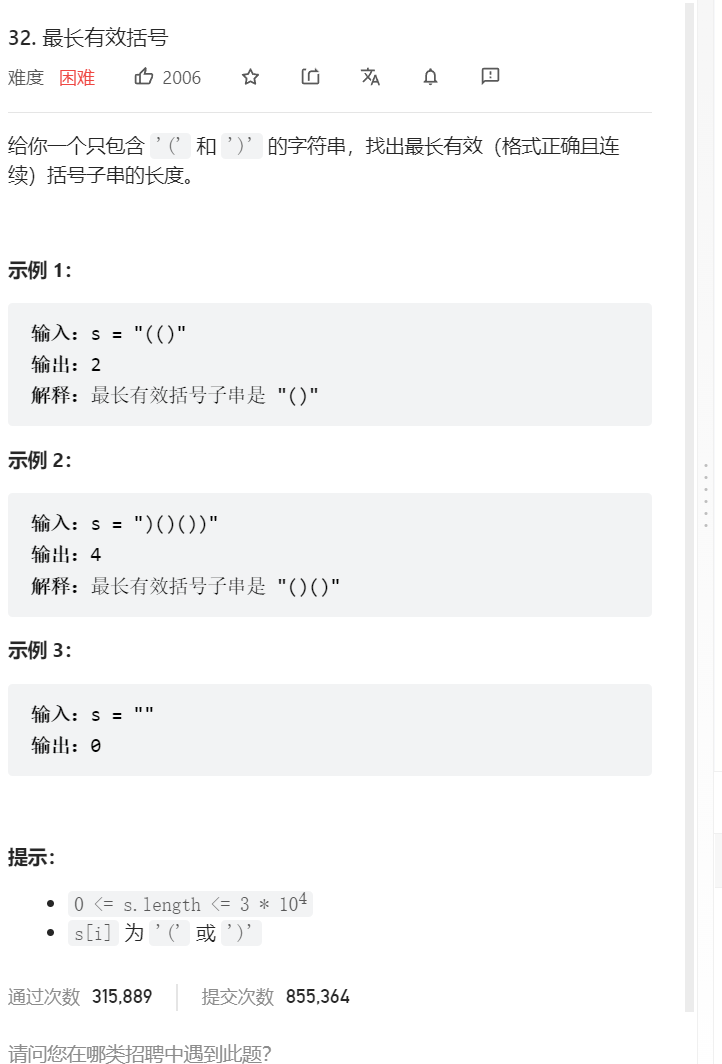 32. 最长有效括号
难度 困难 2006
给你一个只包含 '(' 和 ')' 的字符串，找出最长有效（格式正确且连
续）括号子串的长度。
示例 1：
输入：s = "(()"
输出：2
解释：最长有效括号子串是 "()"
示例 2：
输入：s = ")()())"
输出：4
解释：最长有效括号子串是 "()()"
示例 3：
输入：s = ""
输出：0
提示：
0 <= s.length <= 3 * 10⁴
s[i] 为 '(' 或 ')'
通过次数 315,889 提交次数 855,364
请问您在哪类招聘中遇到此题？